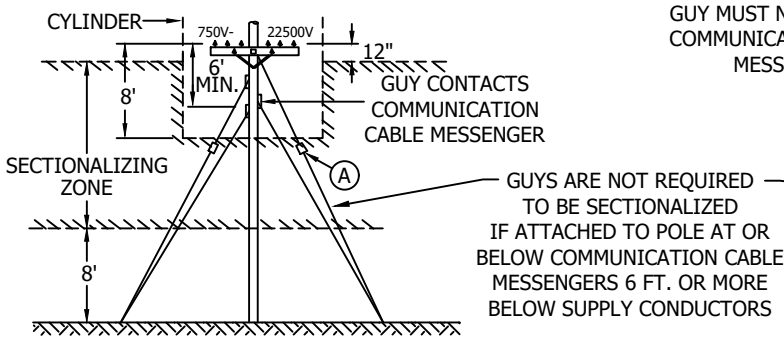 CYLINDER
750V- 22500V
12"
6'
MIN.
8'
GUY CONTACTS
COMMUNICATION
CABLE MESSENGER
SECTIONALIZING
ZONE
A
8'
GUYS ARE NOT REQUIRED
TO BE SECTIONALIZED
IF ATTACHED TO POLE AT OR
BELOW COMMUNICATION CABLE
MESSENGERS 6 FT. OR MORE
BELOW SUPPLY CONDUCTORS
GUY MUST N
COMMUNICA
MESS